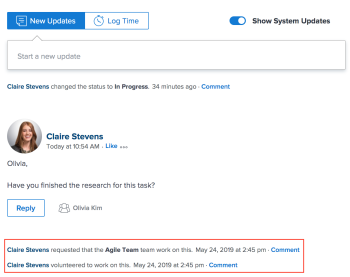 New Updates
Log Time
Show System Updates
Start a new update
Claire Stevens changed the status to In Progress. 34 minutes ago · Comment
Claire Stevens
Today at 10:54 AM · Like
Olivia,
Have you finished the research for this task?
Reply
Olivia Kim
Claire Stevens requested that the Agile Team team work on this. May 24, 2019 at 2:45 pm · Comment
Claire Stevens volunteered to work on this. May 24, 2019 at 2:45 pm · Comment